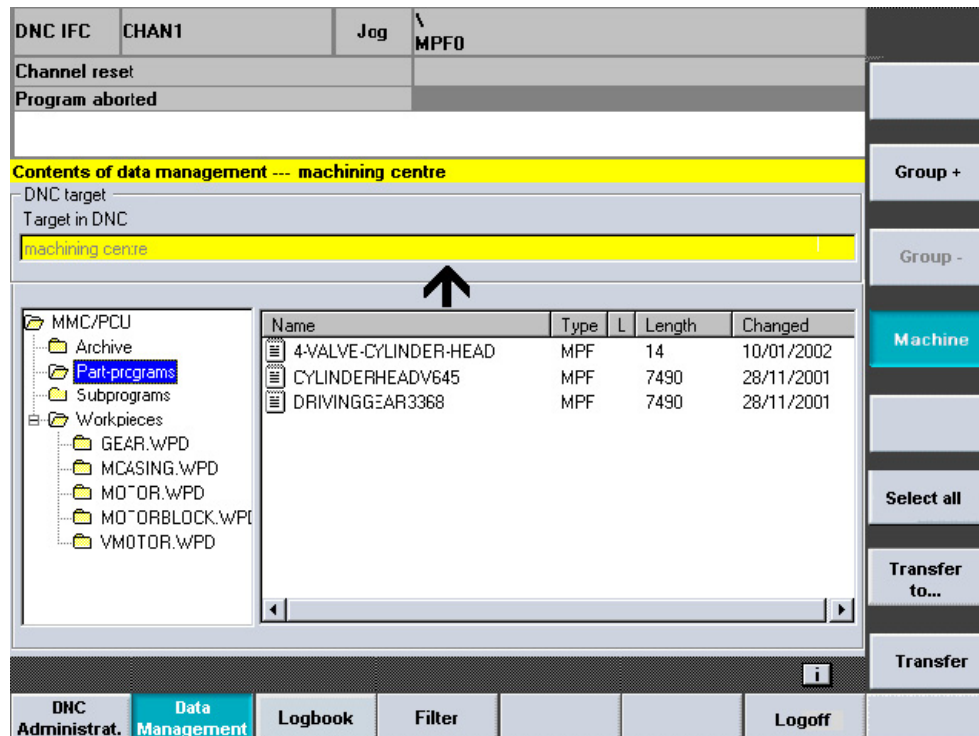 DNC IFC CHAN1 Jog \
MPF0
Channel reset
Program aborted
Contents of data management --- machining centre
Group +
DNC target
Target in DNC
machining centre
Group -
MMC/PCU
Archive
Part-programs
Subprograms
Workpieces
GEAR.WPD
MCASING.WPD
MOTOR.WPD
MOTORBLOCK.WPD
VMOTOR.WPD
Name Type L Length Changed
4-VALVE-CYLINDER-HEAD MPF 14 10/01/2002
CYLINDERHEADV645 MPF 7490 28/11/2001
DRIVINGGEAR3368 MPF 7490 28/11/2001
Machine
Select all
Transfer
to...
Transfer
i
DNC
Administrat.
Data
Management
Logbook
Filter
Logoff